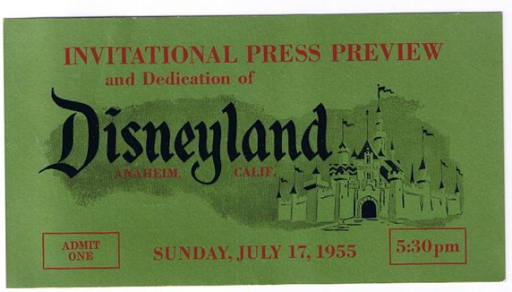 INVITATIONAL PRESS PREVIEW
and Dedication of
Disneyland
ANAHEIM, CALIF.
ADMIT
ONE
SUNDAY, JULY 17, 1955
5:30pm